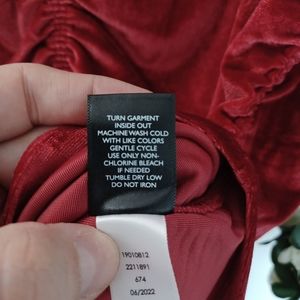 TURN GARMENT
INSIDE OUT
MACHINE WASH COLD
WITH LIKE COLORS
GENTLE CYCLE
USE ONLY NON-
CHLORINE BLEACH
IF NEEDED
TUMBLE DRY LOW
DO NOT IRON
19010812
2211891
674
06/2022